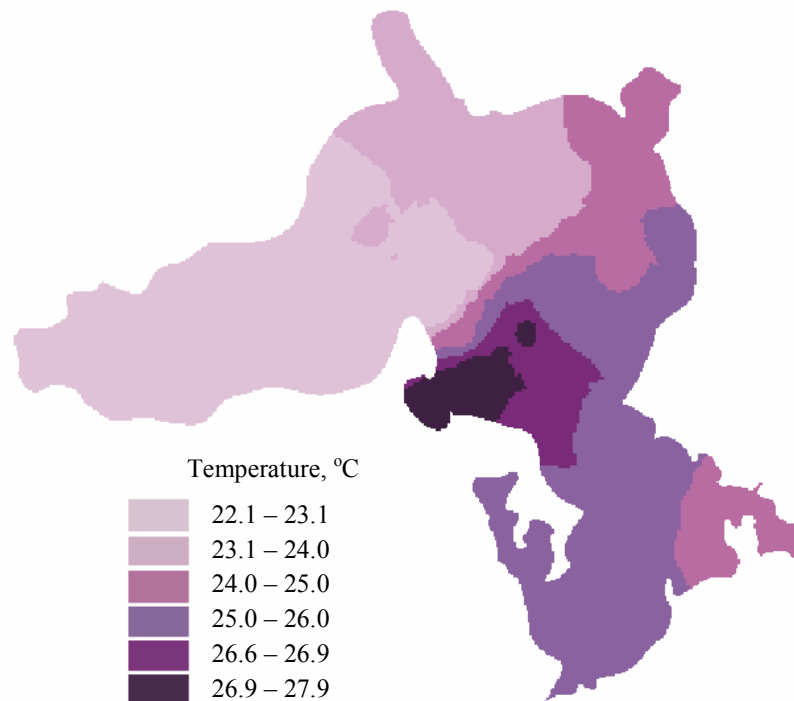 Temperature, °C
22.1 – 23.1
23.1 – 24.0
24.0 – 25.0
25.0 – 26.0
26.6 – 26.9
26.9 – 27.9